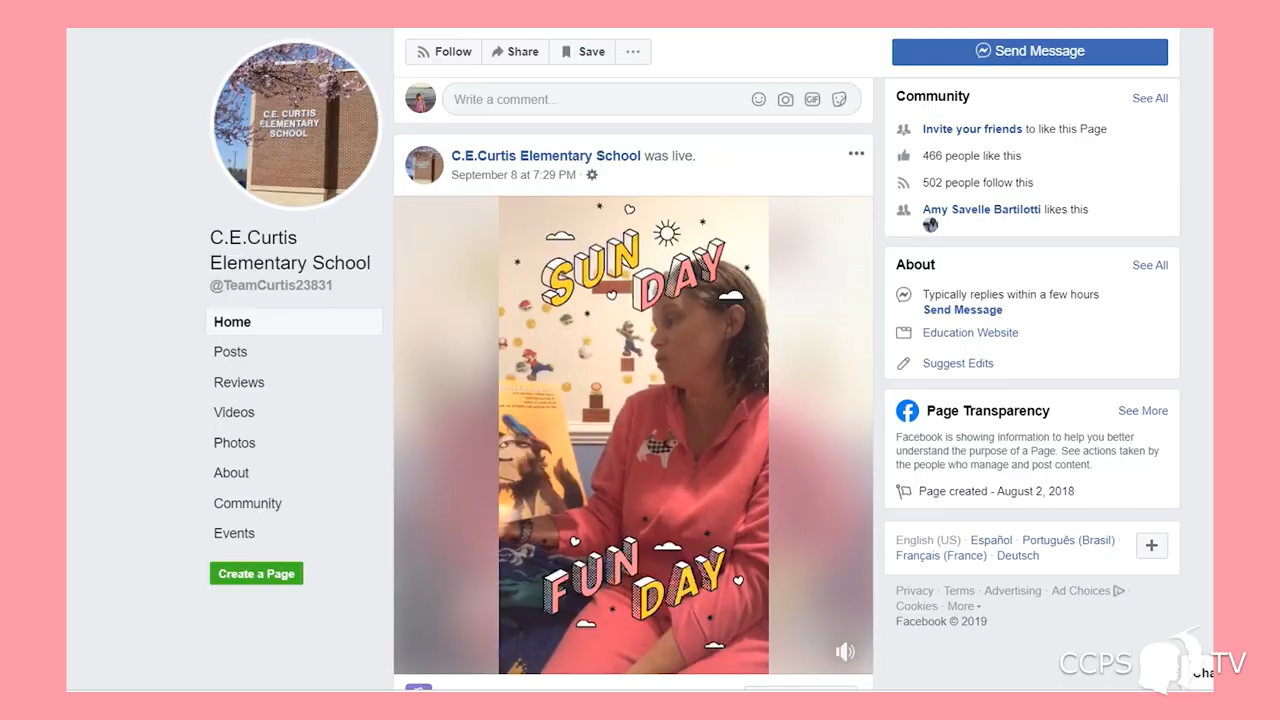 C.E. CURTIS
ELEMENTARY
SCHOOL
C.E.Curtis
Elementary School
@TeamCurtis23831
Home
Posts
Reviews
Videos
Photos
About
Community
Events
Create a Page
Follow
Share
Save
Write a comment...
GIF
C.E.Curtis Elementary School was live.
September 8 at 7:29 PM
SUN
DAY
FUN
DAY
Send Message
Community
See All
Invite your friends to like this Page
466 people like this
502 people follow this
Amy Savelle Bartilotti likes this
About
See All
Typically replies within a few hours
Send Message
Education Website
Suggest Edits
Page Transparency
See More
Facebook is showing information to help you better
understand the purpose of a Page. See actions taken by
the people who manage and post content.
Page created - August 2, 2018
English (US) · Español · Português (Brasil) ·
Français (France) · Deutsch
Privacy · Terms · Advertising · Ad Choices ·
Cookies · More
Facebook © 2019
CCPS TV
Cha